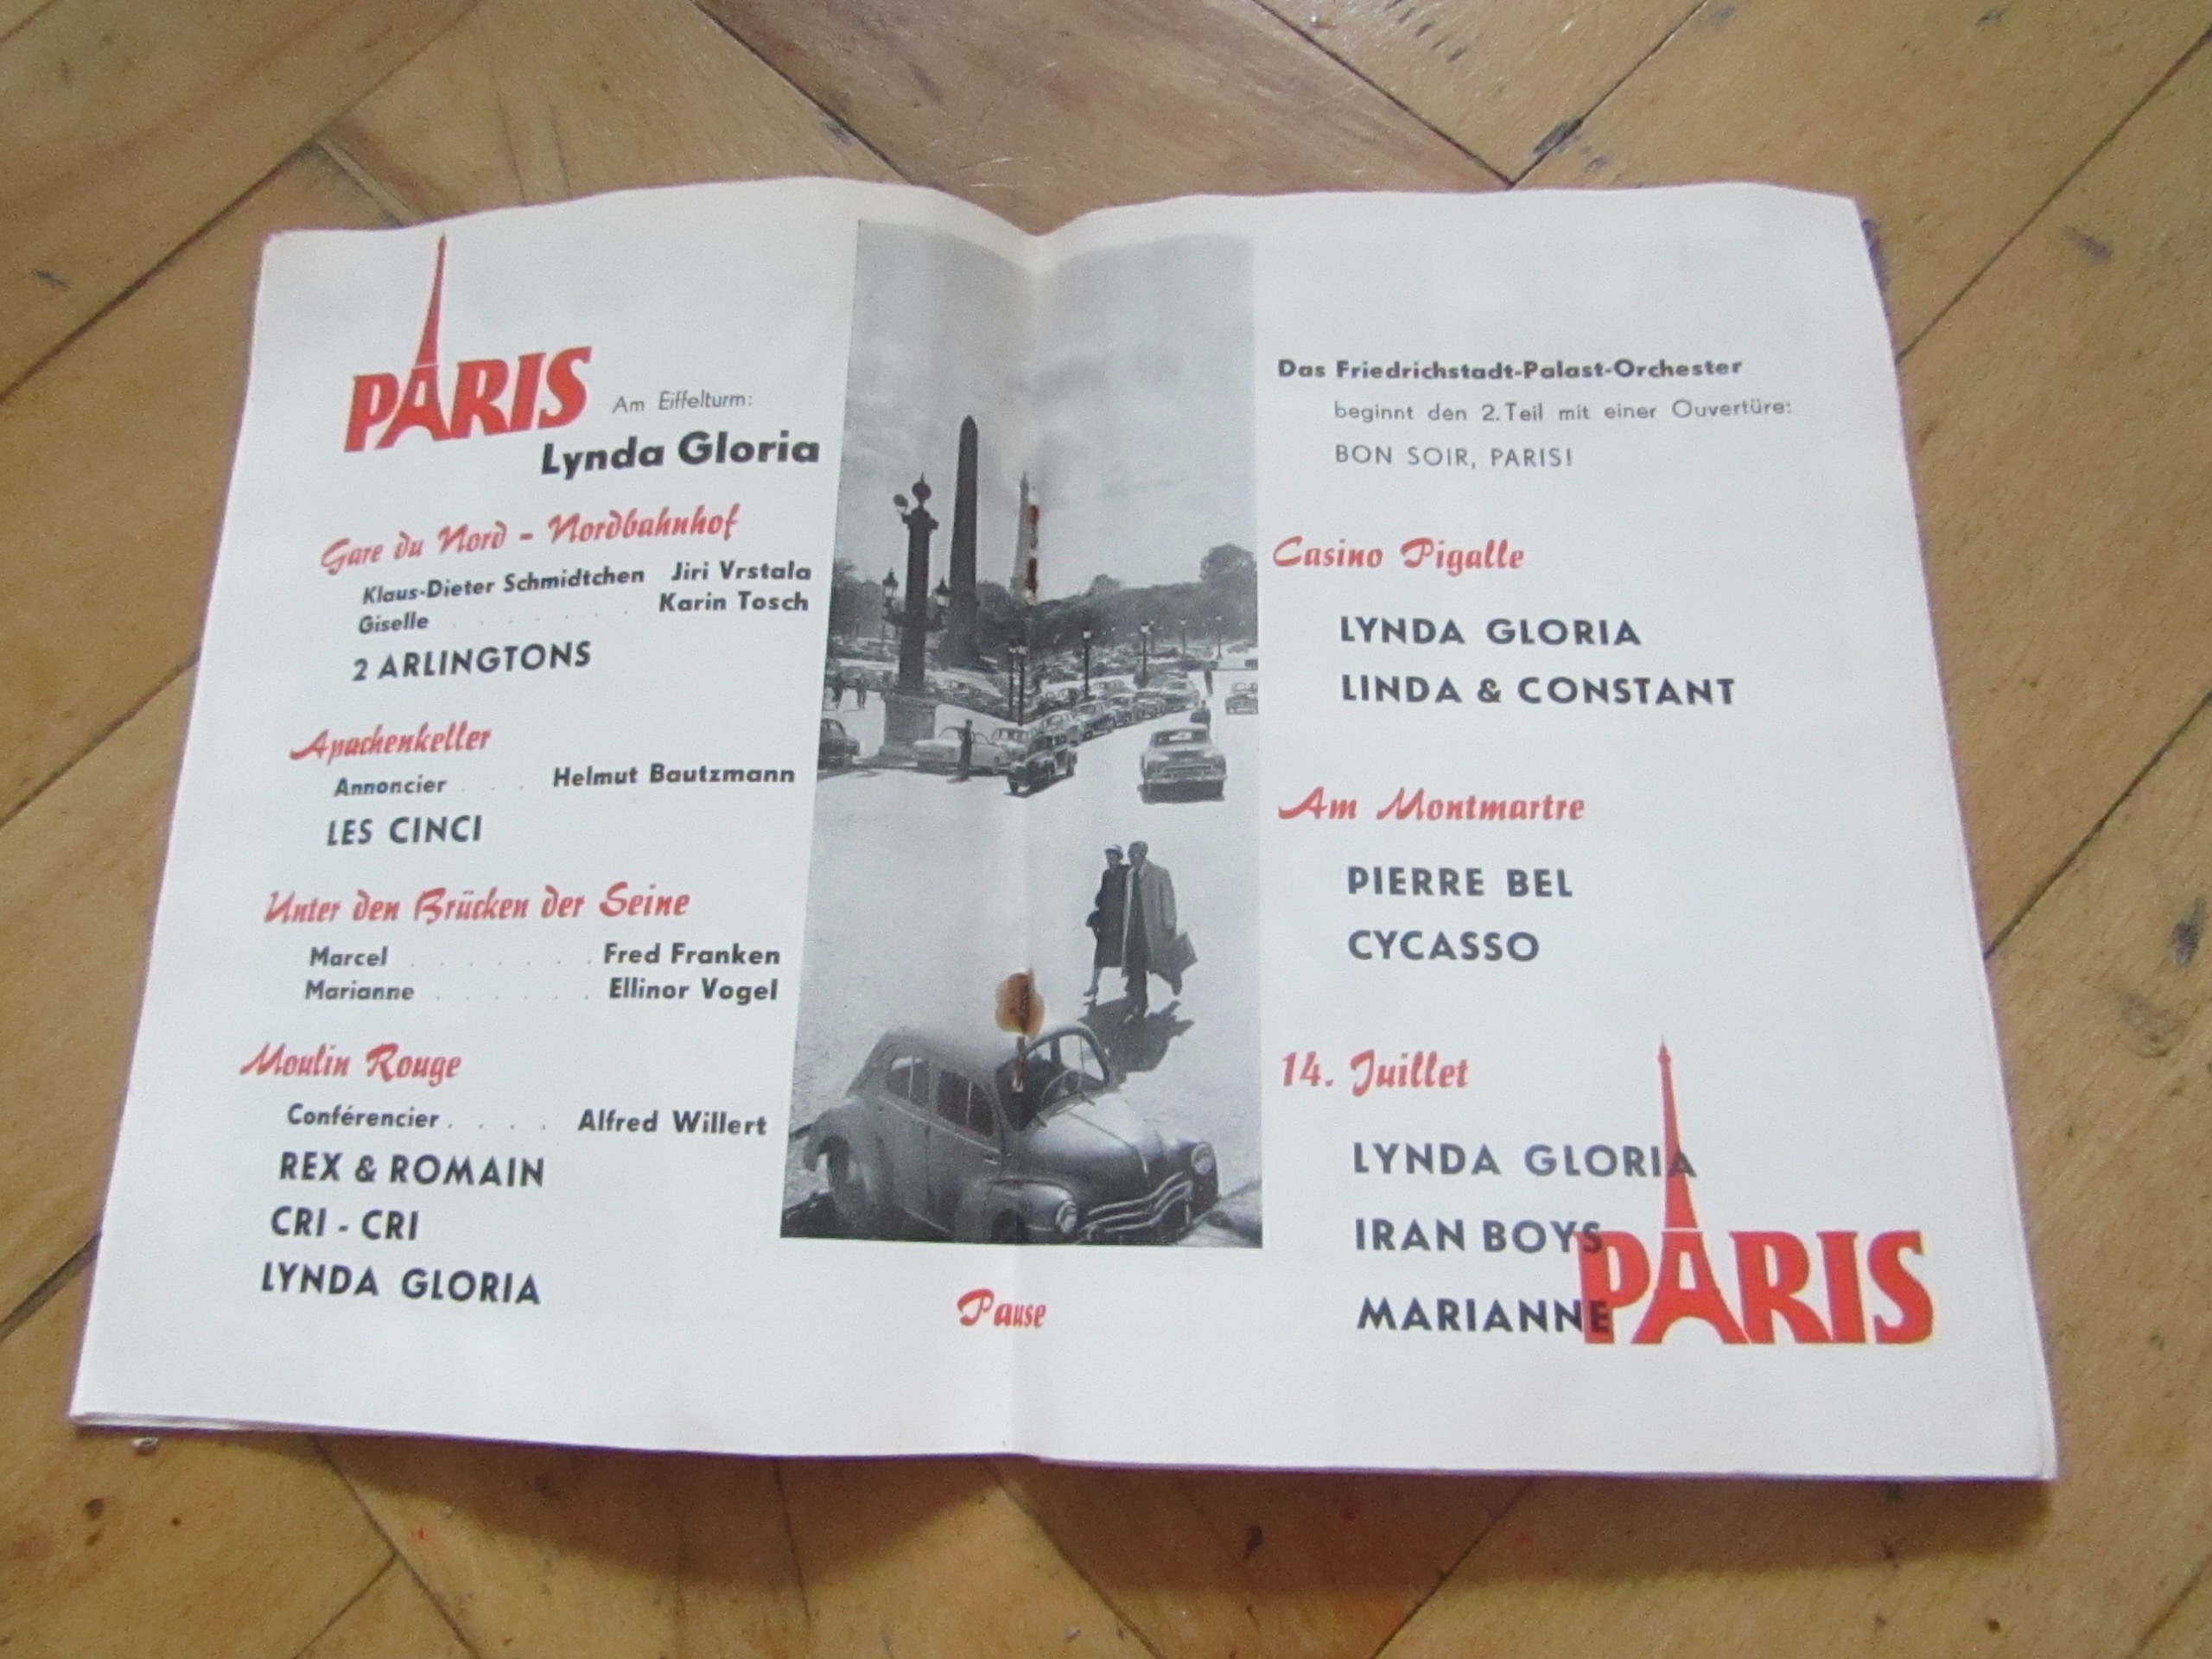 PARIS
Am Eiffelturm:
Lynda Gloria
Gare du Nord - Nordbahnhof
Klaus-Dieter Schmidtchen Jiri Vrstala
Giselle . . . . . . . Karin Tosch
2 ARLINGTONS
Apachenkeller
Annoncier . . . Helmut Bautzmann
LES CINCI
Unter den Brücken der Seine
Marcel . . . . . . . Fred Franken
Marianne . . . . . . Ellinor Vogel
Moulin Rouge
Conférencier . . . . Alfred Willert
REX & ROMAIN
CRI - CRI
LYNDA GLORIA
Pause
Das Friedrichstadt-Palast-Orchester
beginnt den 2. Teil mit einer Ouvertüre:
BON SOIR, PARIS!
Casino Pigalle
LYNDA GLORIA
LINDA & CONSTANT
Am Montmartre
PIERRE BEL
CYCASSO
14. Juillet
LYNDA GLORIA
IRAN BOYS
MARIANNE
PARIS